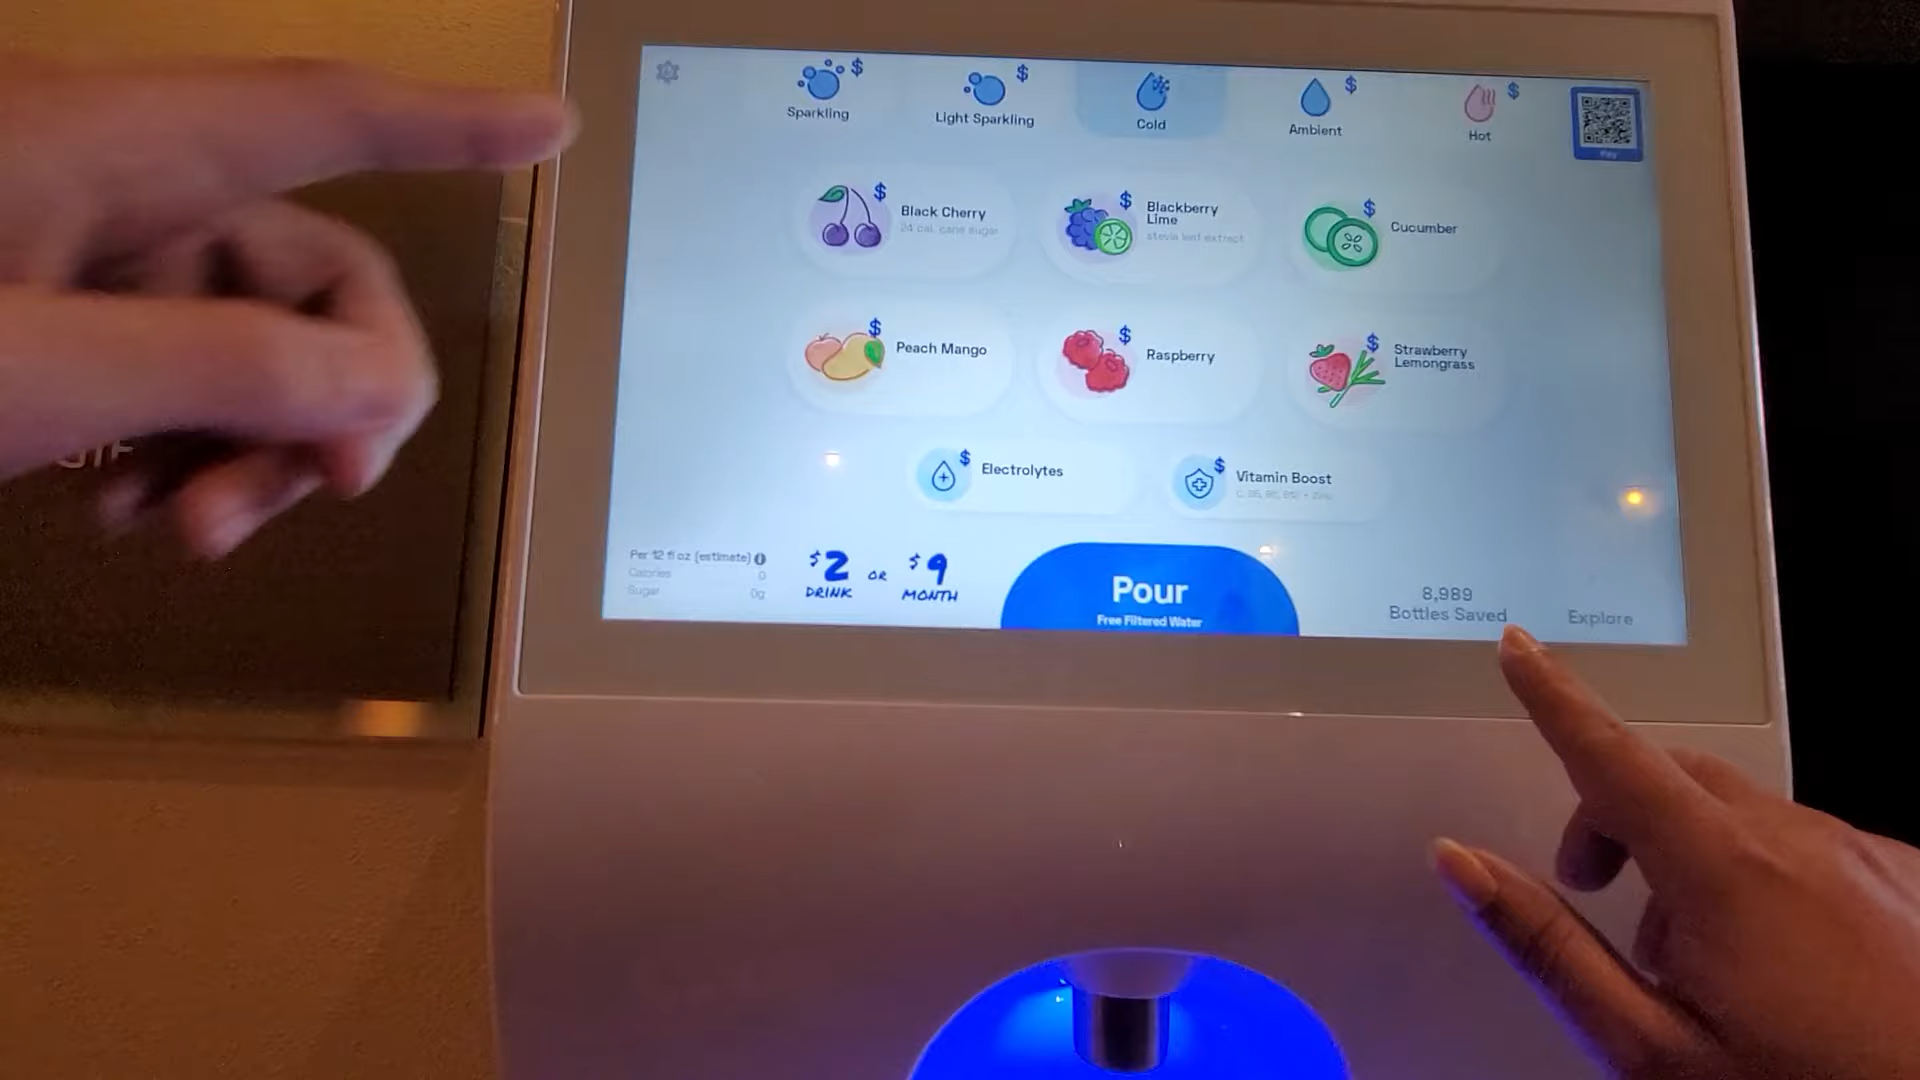 $
Sparkling
$
Light Sparkling
Cold
$
Ambient
$
Hot
Pay
$
Black Cherry
24 cal, cane sugar
$
Blackberry
Lime
stevia leaf extract
$
Cucumber
$
Peach Mango
$
Raspberry
$
Strawberry
Lemongrass
$
Electrolytes
$
Vitamin Boost
Per 12 fl oz (estimate)
Calories 0
Sugar 0g
$2 OR $9
DRINK MONTH
Pour
Free Filtered Water
8,989
Bottles Saved
Explore